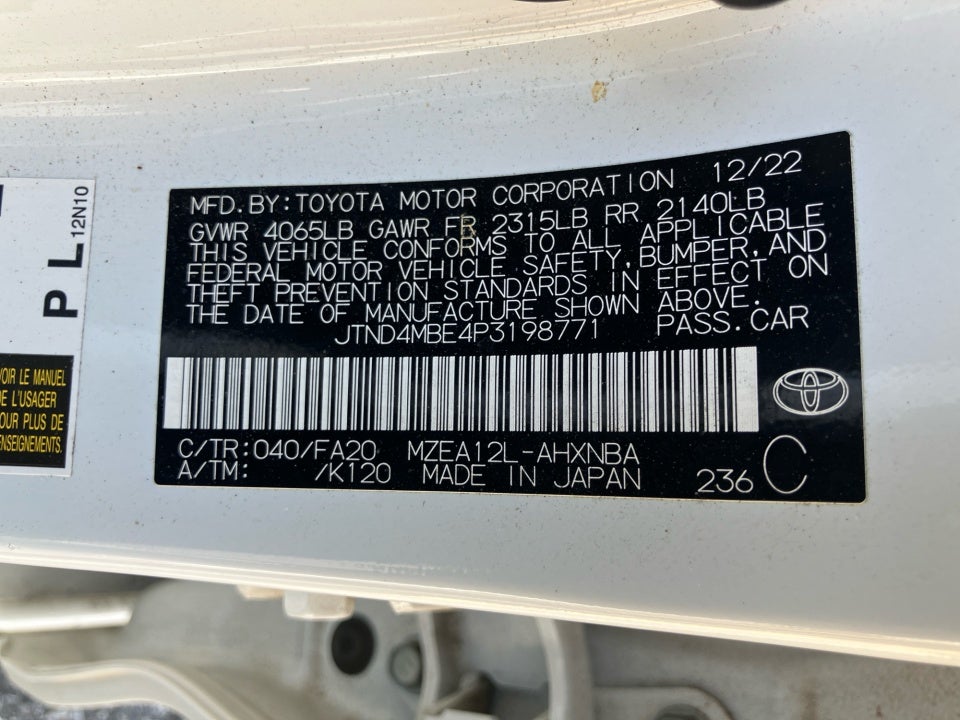 MFD.BY:TOYOTA MOTOR CORPORATION 12/22
GVWR 4065LB GAWR FR 2315LB RR 2140LB
THIS VEHICLE CONFORMS TO ALL APPLICABLE
FEDERAL MOTOR VEHICLE SAFETY,BUMPER,AND
THEFT PREVENTION STANDARDS IN EFFECT ON
THE DATE OF MANUFACTURE SHOWN ABOVE.
JTND4MBE4P3198771 PASS.CAR
C/TR:040/FA20 MZEA12L-AHXNBA
A/TM: /K120 MADE IN JAPAN 236 C
P L 12N10
VOIR LE MANUEL
DE L'USAGER
POUR PLUS DE
RENSEIGNEMENTS.